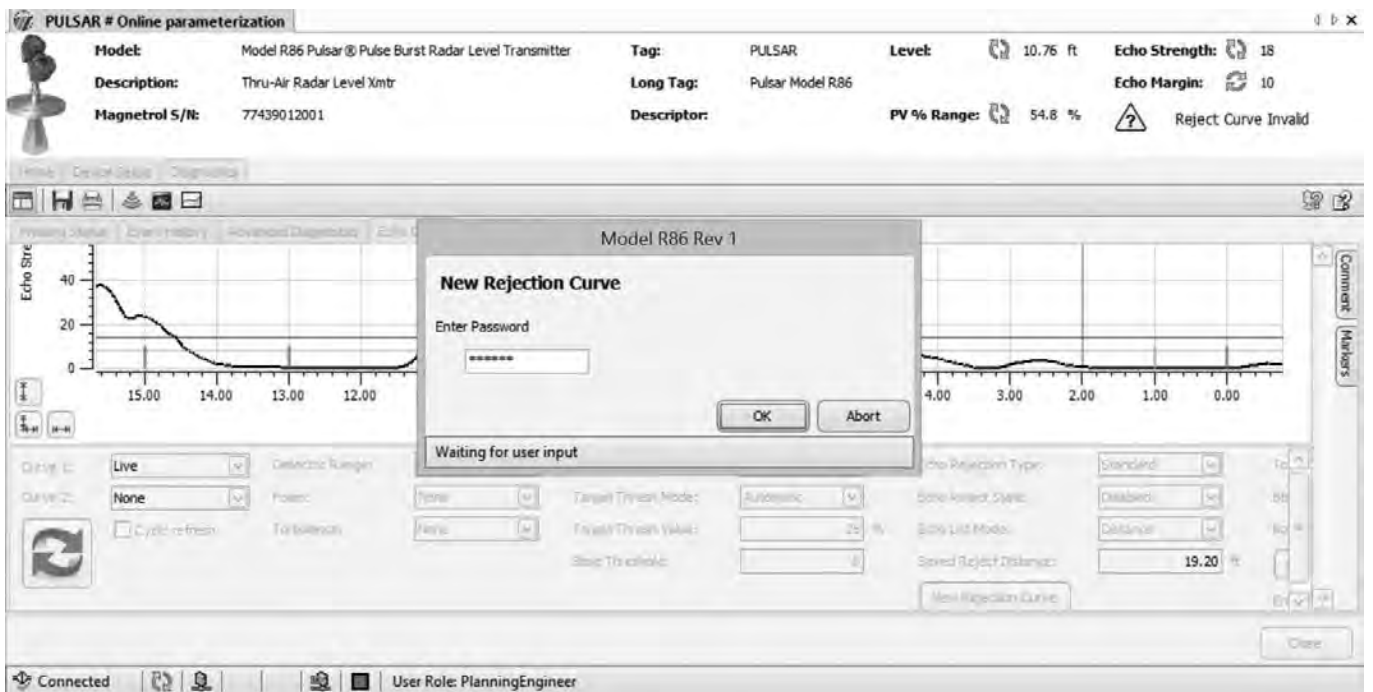 PULSAR # Online parameterization
Model: Model R86 Pulsar® Pulse Burst Radar Level Transmitter Tag: PULSAR Level: 10.76 ft Echo Strength: 18
Description: Thru-Air Radar Level Xmtr Long Tag: Pulsar Model R86 Echo Margin: 10
Magnetrol S/N: 77439012001 Descriptor: PV % Range: 54.8 % Reject Curve Invalid
Home Device Setup Diagnostics
Advanced Diagnostics
Model R86 Rev 1
New Rejection Curve
Enter Password
******
OK Abort
Waiting for user input
Echo Stre
40
20
0
15.00 14.00 13.00 12.00 4.00 3.00 2.00 1.00 0.00
Comment
Markers
Curve 1: Live Echo Rejection Type: Standard
Curve 2: None None Target Thresh Mode: Automatic Echo Reject State: Disabled
Cyclic refresh Turbulence: None Target Thresh Value: % Echo List Mode: Distance
Saved Reject Distance: 19.20 ft
New Rejection Curve
Close
Connected User Role: PlanningEngineer